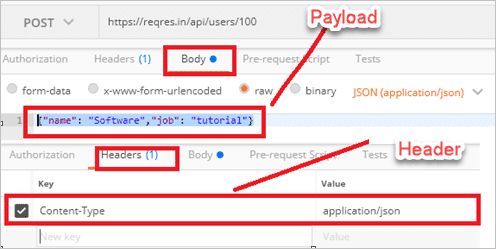 POST https://reqres.in/api/users/100
Payload
Authorization Headers (1) Body Pre-request Script Tests
form-data x-www-form-urlencoded raw binary JSON (application/json)
1 {"name": "Software","job": "tutorial"}
Authorization Headers (1) Body Pre-request Script Tests
Header
Key Value
Content-Type application/json
New key Value